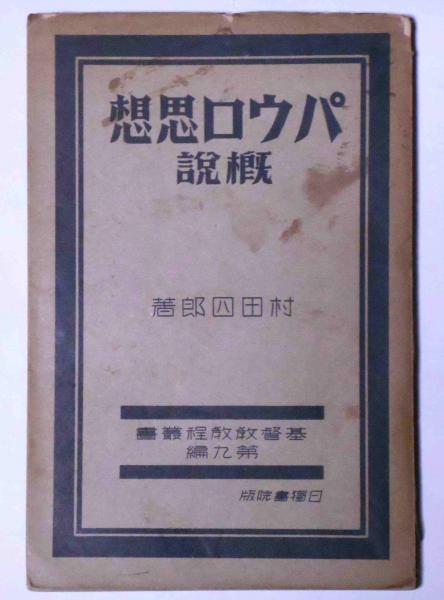 パウロ思想
概說
村田四郎著
基督教教程叢書
第九編
日獨書院版